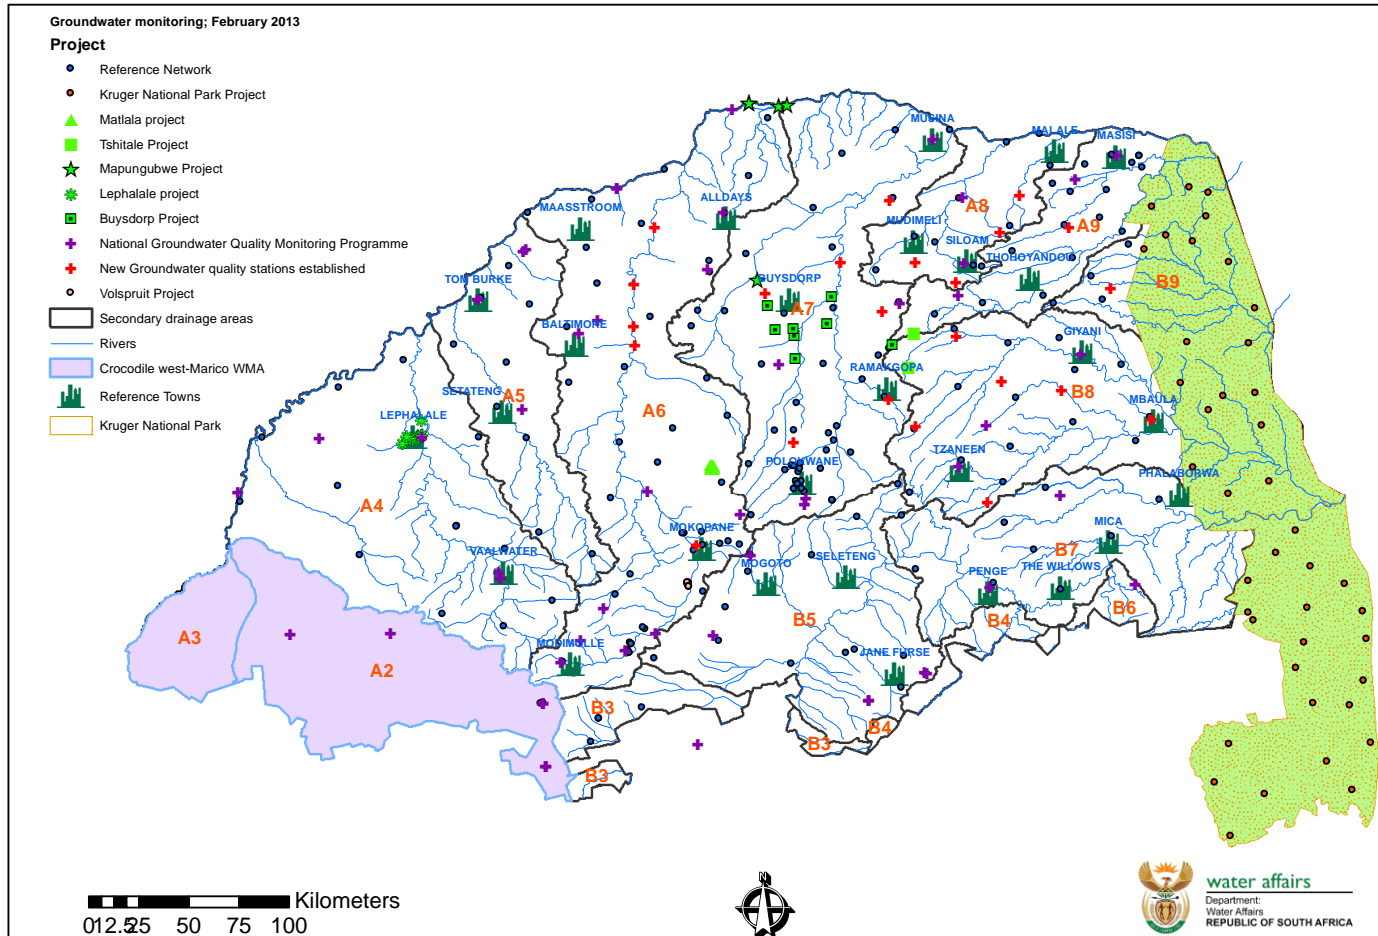 Groundwater monitoring; February 2013
Project
Reference Network
Kruger National Park Project
Matlala project
Tshitale Project
Mapungubwe Project
Lephalale project
Buysdorp Project
National Groundwater Quality Monitoring Programme
New Groundwater quality stations established
Volspruit Project
Secondary drainage areas
Rivers
Crocodile west-Marico WMA
Reference Towns
Kruger National Park
MUSINA
MALALE
MASISI
ALLDAYS
MAASSTROOM
A8
A9
MUDIMELI
SILOAM
THOHOYANDOU
TOM BURKE
BUYSDORP
A7
B9
BALTIMORE
GIYANI
RAMAKGOPA
SETATENG
A5
A6
B8
MBAULA
LEPHALALE
POLOKWANE
TZANEEN
PHALABORWA
A4
MOKOPANE
MICA
VAALWATER
MOGOTO
SELETENG
B7
PENGE
THE WILLOWS
B6
B5
B4
A3
A2
MODIMOLLE
JANE FURSE
B3
B4
B3
B3
N
Kilometers
0 12.5 25 50 75 100
water affairs
Department:
Water Affairs
REPUBLIC OF SOUTH AFRICA